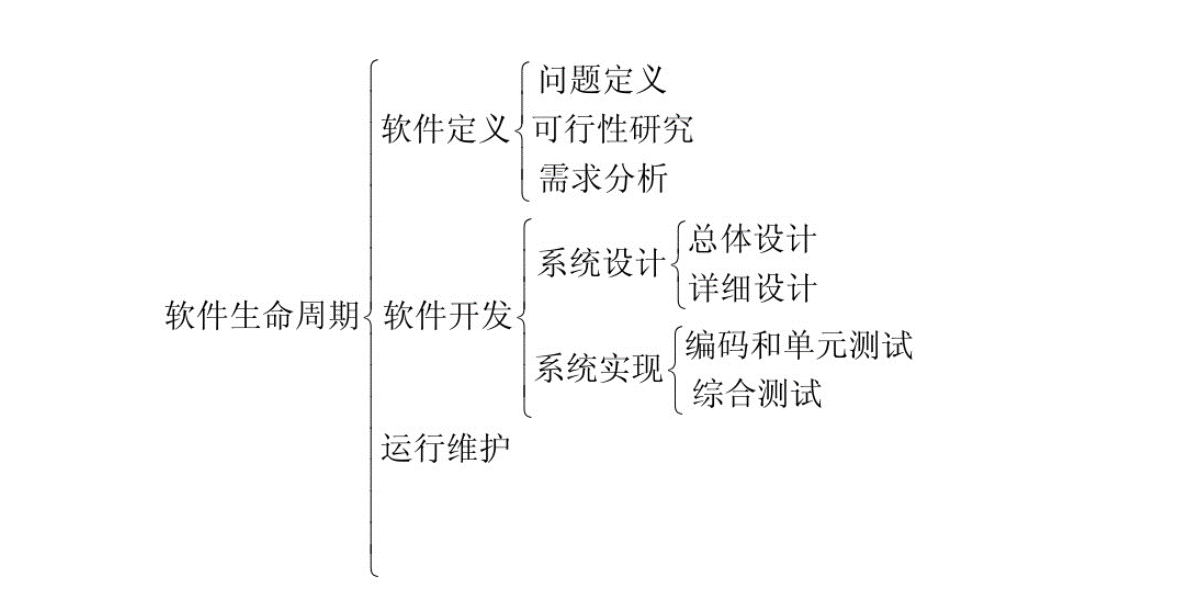 问题定义
软件定义
可行性研究
需求分析
总体设计
系统设计
详细设计
软件生命周期
软件开发
编码和单元测试
系统实现
综合测试
运行维护